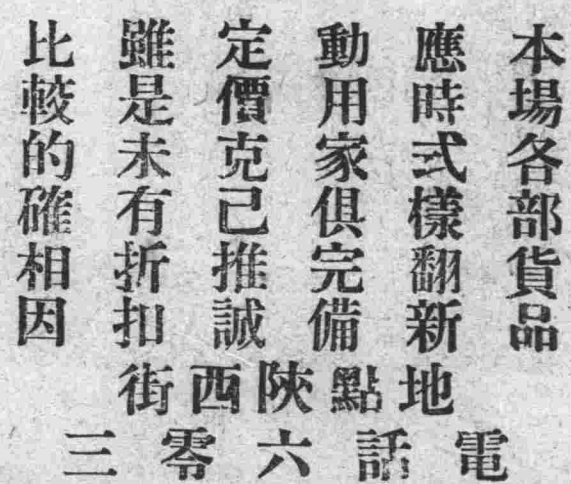 本場各部貨品
應時式樣翻新
動用家俱完備
定價克己推誠
雖是未有折扣
比較的確相因
地點陝西街
電話六零三